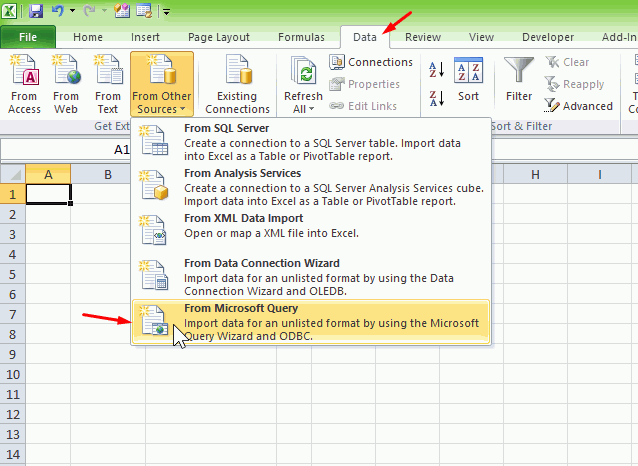 File Home Insert Page Layout Formulas Data Review View Developer Add-In
From Access
From Web
From Text
From Other Sources
Existing Connections
Refresh All
Connections
Properties
Edit Links
A Z
Z A
A Z Z A
Sort
Filter
Clear
Reapply
Advanced
T
Co
Get Ext
Sort & Filter
From SQL Server
Create a connection to a SQL Server table. Import data
into Excel as a Table or PivotTable report.
From Analysis Services
Create a connection to a SQL Server Analysis Services cube.
Import data into Excel as a Table or PivotTable report.
From XML Data Import
Open or map a XML file into Excel.
From Data Connection Wizard
Import data for an unlisted format by using the Data
Connection Wizard and OLEDB.
From Microsoft Query
Import data for an unlisted format by using the Microsoft
Query Wizard and ODBC.
A1
A B H I
1
2
3
4
5
6
7
8
9
10
11
12
13
14